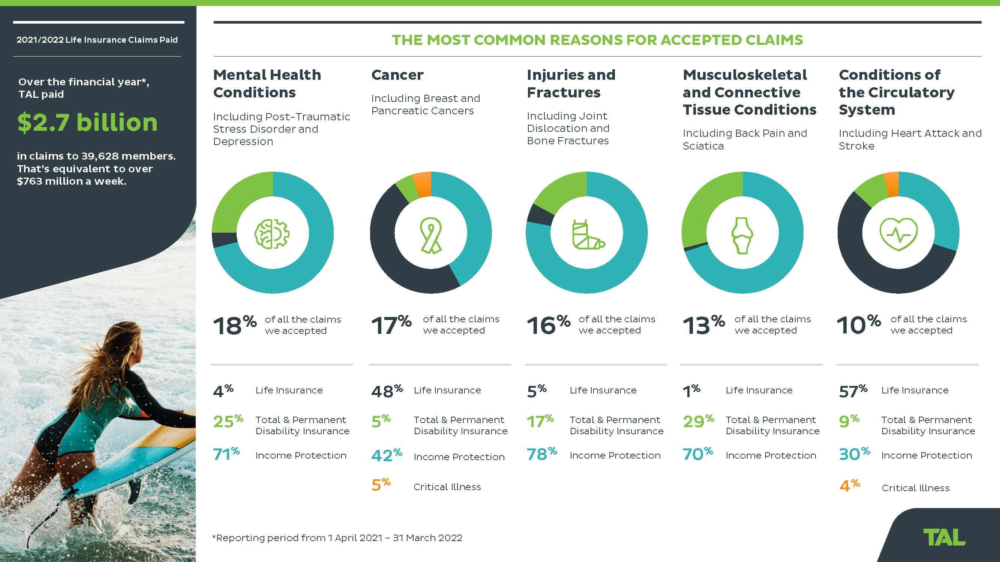 2021/2022 Life Insurance Claims Paid
Over the financial year*,
TAL paid
$2.7 billion
in claims to 39,628 members.
That's equivalent to over
$763 million a week.
THE MOST COMMON REASONS FOR ACCEPTED CLAIMS
Mental Health
Conditions
Including Post-Traumatic
Stress Disorder and
Depression
18% of all the claims
we accepted
4% Life Insurance
25% Total & Permanent
Disability Insurance
71% Income Protection
Cancer
Including Breast and
Pancreatic Cancers
17% of all the claims
we accepted
48% Life Insurance
5% Total & Permanent
Disability Insurance
42% Income Protection
5% Critical Illness
Injuries and
Fractures
Including Joint
Dislocation and
Bone Fractures
16% of all the claims
we accepted
5% Life Insurance
17% Total & Permanent
Disability Insurance
78% Income Protection
Musculoskeletal
and Connective
Tissue Conditions
Including Back Pain and
Sciatica
13% of all the claims
we accepted
1% Life Insurance
29% Total & Permanent
Disability Insurance
70% Income Protection
Conditions of
the Circulatory
System
Including Heart Attack and
Stroke
10% of all the claims
we accepted
57% Life Insurance
9% Total & Permanent
Disability Insurance
30% Income Protection
4% Critical Illness
*Reporting period from 1 April 2021 – 31 March 2022
TAL